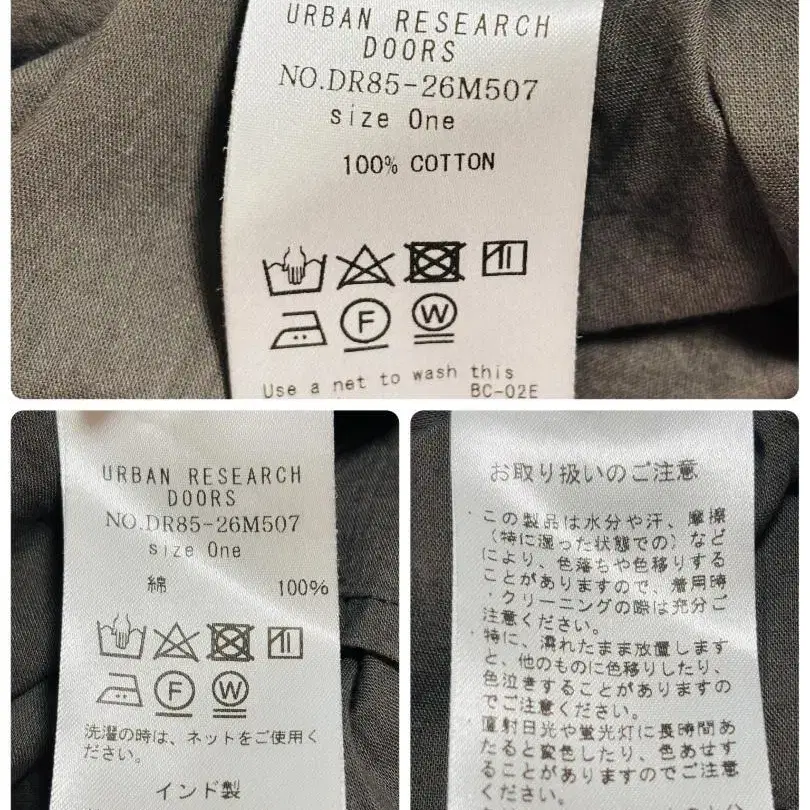 URBAN RESEARCH
DOORS
NO.DR85-26M507
size One
100% COTTON
F
W
Use a net to wash this
BC-02E
URBAN RESEARCH
DOORS
NO.DR85-26M507
size One
綿 100%
F
W
洗濯の時は、ネットをご使用く
ださい。
インド製
お取り扱いのご注意
・この製品は水分や汗、摩擦
(特に湿った状態での)など
により、色落ちや色移りする
ことがありますので、着用時
・クリーニングの際は充分ご
注意ください。
・特に、濡れたまま放置します
と、他のものに色移りしたり、
色泣きすることがありますの
でご注意ください。
・直射日光や蛍光灯に長時間あ
たると変色したり、色あせす
ることがありますのでご注意
ください。